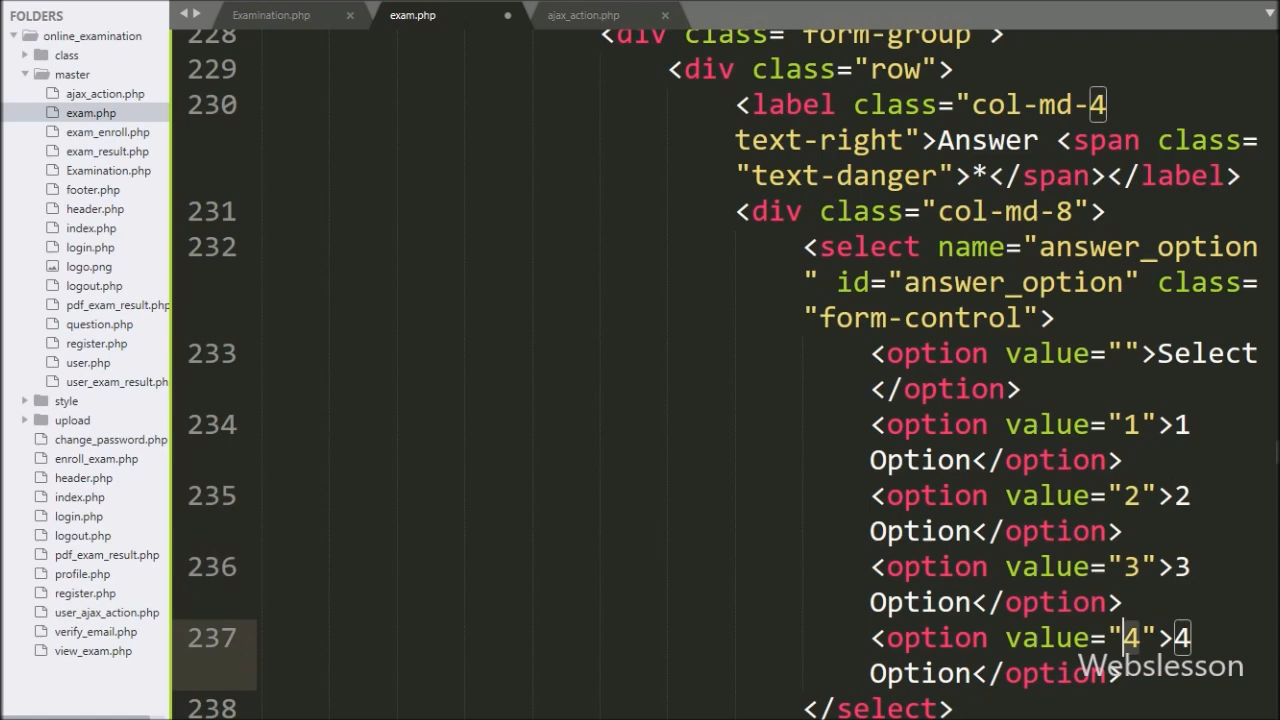 FOLDERS
online_examination
class
master
ajax_action.php
exam.php
exam_enroll.php
exam_result.php
Examination.php
footer.php
header.php
index.php
login.php
logo.png
logout.php
pdf_exam_result.php
question.php
register.php
user.php
user_exam_result.ph
style
upload
change_password.php
enroll_exam.php
header.php
index.php
login.php
logout.php
pdf_exam_result.php
profile.php
register.php
user_ajax_action.php
verify_email.php
view_exam.php
Examination.php × exam.php ajax_action.php ×
228 <div class="form-group">
229 <div class="row">
230 <label class="col-md-4
text-right">Answer <span class=
"text-danger">*</span></label>
231 <div class="col-md-8">
232 <select name="answer_option
" id="answer_option" class=
"form-control">
233 <option value="">Select
</option>
234 <option value="1">1
Option</option>
235 <option value="2">2
Option</option>
236 <option value="3">3
Option</option>
237 <option value="4">4
Option</option>
Webslesson
238 </select>